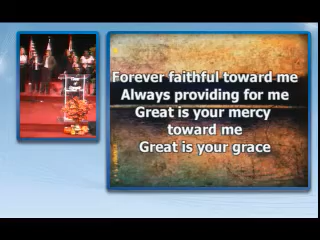 Forever faithful toward me
Always providing for me
Great is your mercy
toward me
Great is your grace